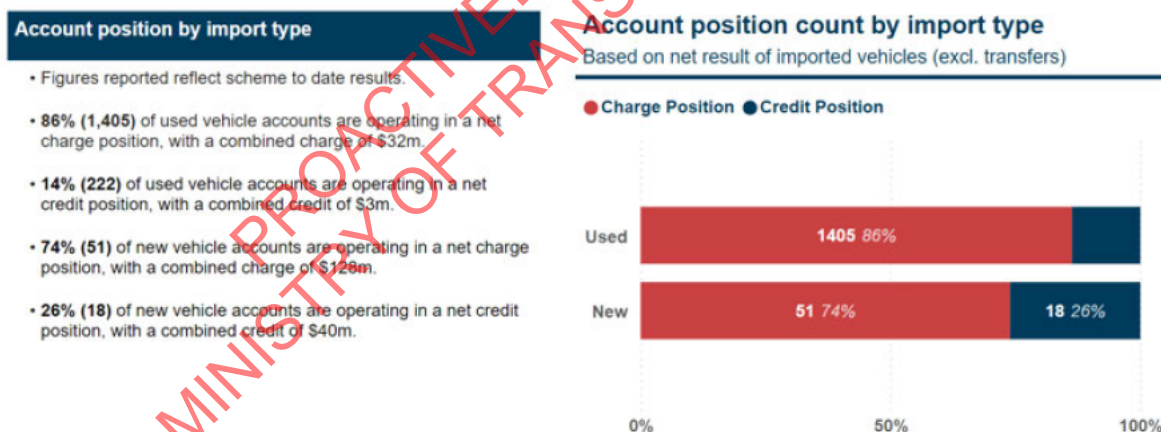 Account position by import type
• Figures reported reflect scheme to date results.
• 86% (1,405) of used vehicle accounts are operating in a net
charge position, with a combined charge of $32m.
• 14% (222) of used vehicle accounts are operating in a net
credit position, with a combined credit of $3m.
• 74% (51) of new vehicle accounts are operating in a net charge
position, with a combined charge of $128m.
• 26% (18) of new vehicle accounts are operating in a net credit
position, with a combined credit of $40m.
Account position count by import type
Based on net result of imported vehicles (excl. transfers)
Charge Position Credit Position
Used 1405 86%
New 51 74% 18 26%
0% 50% 100%
MINISTRY OF